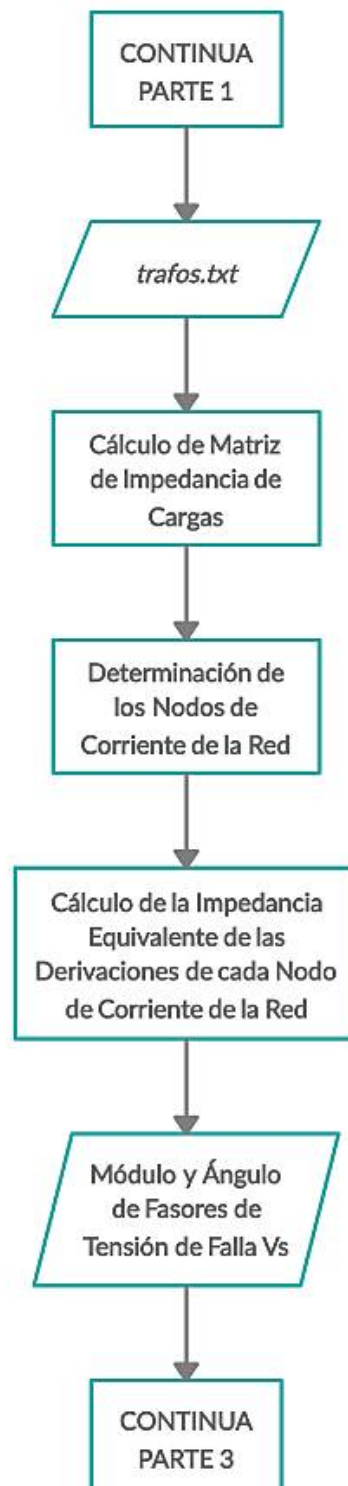 CONTINUA
PARTE 1
trafos.txt
Cálculo de Matriz
de Impedancia de
Cargas
Determinación de
los Nodos de
Corriente de la Red
Cálculo de la Impedancia
Equivalente de las
Derivaciones de cada Nodo
de Corriente de la Red
Módulo y Ángulo
de Fasores de
Tensión de Falla Vs
CONTINUA
PARTE 3